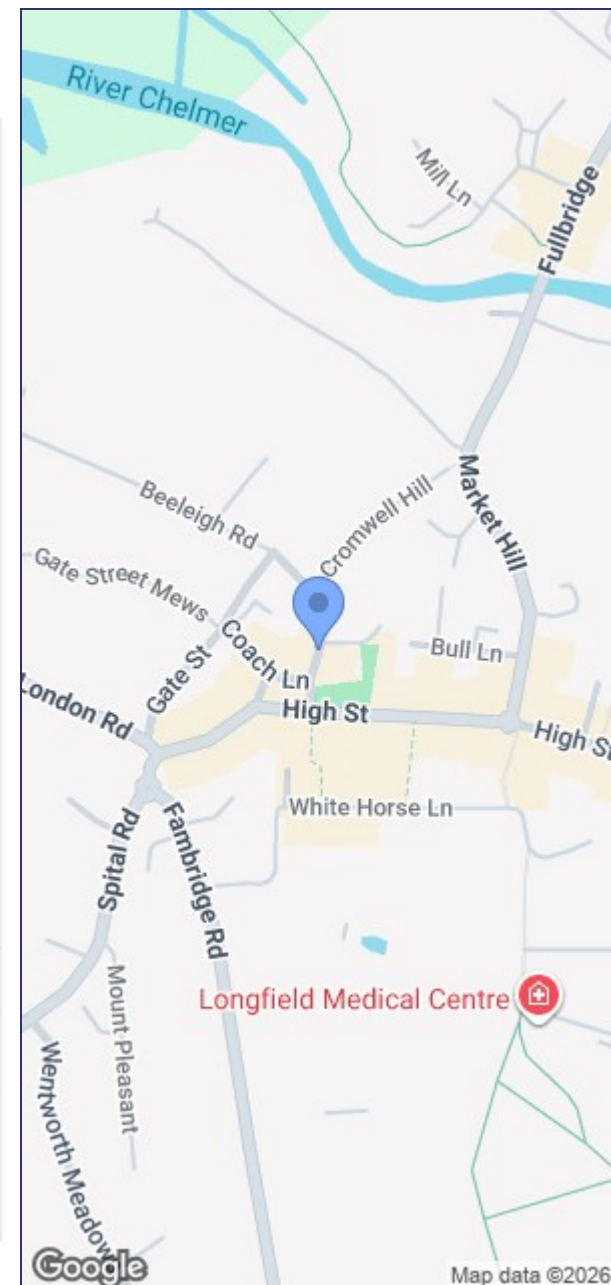 River Chelmer
Mill Ln
Fullbridge
Market Hill
Cromwell Hill
Beeleigh Rd
Gate Street Mews
Coach Ln
Gate St
Bull Ln
London Rd
High St
High St
White Horse Ln
Spital Rd
Fambridge Rd
Mount Pleasant
Longfield Medical Centre
Wentworth Meadow
Google
Map data ©2026